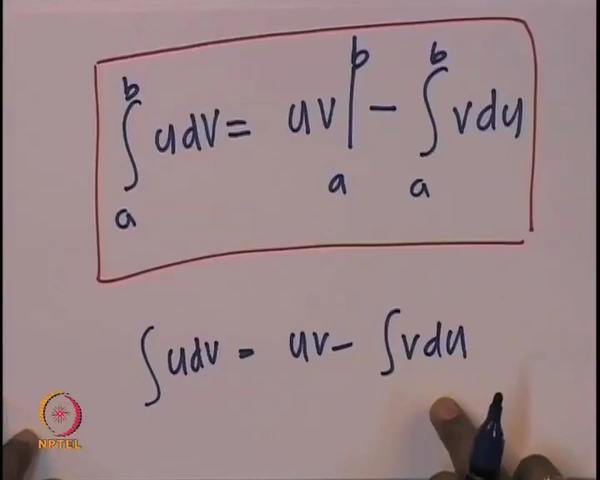 ∫ₐᵇ udv = uv|ₐᵇ − ∫ₐᵇ vdu
∫ udv = uv − ∫ vdu
NPTEL